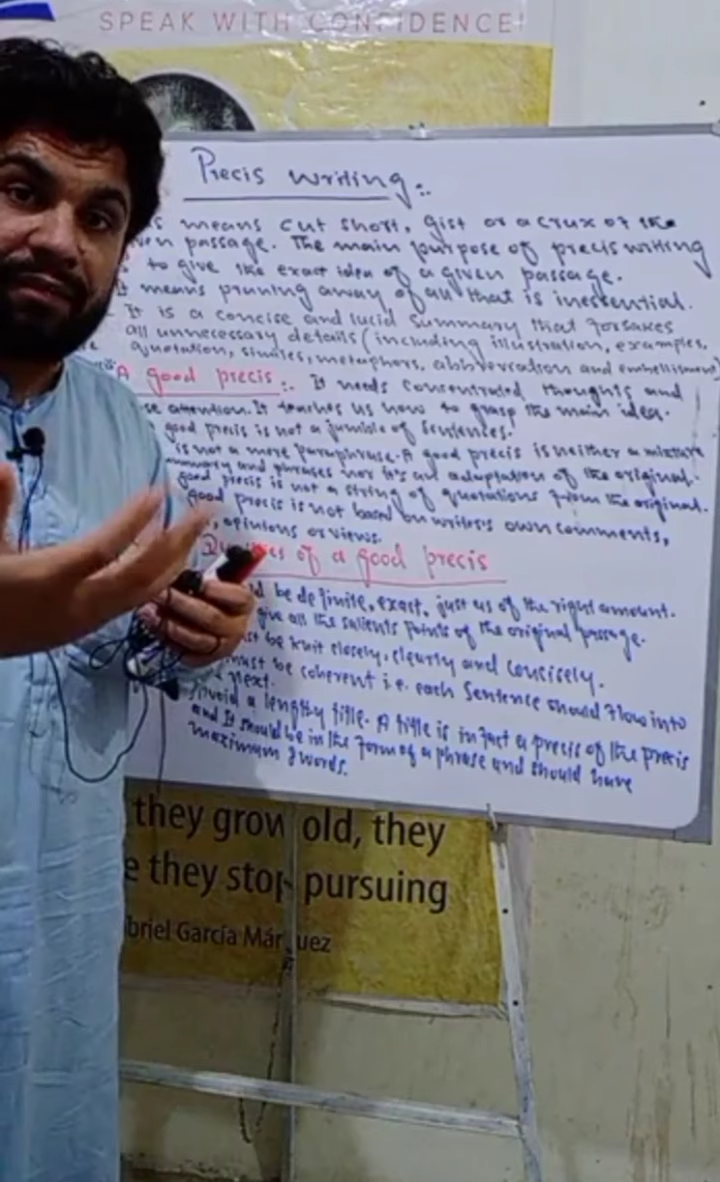 SPEAK WITH CONFIDENCE!
Precis writing:.
s means cut short, gist or a crux of the
ven passage. The main purpose of precis writing
to give the exact idea of a given passage.
It means pruning away of all that is inessential.
It is a concise and lucid summary that forsakes
all unnecessary details (including illustration, examples,
quotation, similes, metaphors, abbreviation and embellishment)
A good precis:. It needs concentrated thoughts and
se attention. It teaches us how to grasp the main idea.
good precis is not a jumble of sentences.
is not a mere paraphrase. A good precis is neither a mixture
summary and phrases nor it's an adaptation of the original.
good precis is not a string of quotations from the original.
good precis is not based on writer's own comments,
, opinions or views.
of a good precis
ld be definite, exact, just as of the right amount.
give all the salients points of the original passage.
st be knit closely, clearly and concisely.
must be coherent i.e. each sentence should flow into
next.
Avoid a lengthy title. A title is infact a precis of the precis
and It should be in the form of a phrase and should have
maximum 7 words.
they grow old, they
e they stop pursuing
briel García Márquez